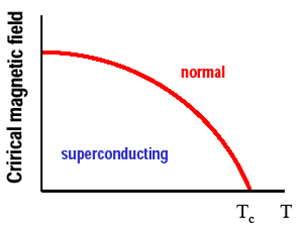 Crirical magnetic field
normal
superconducting
Tc T